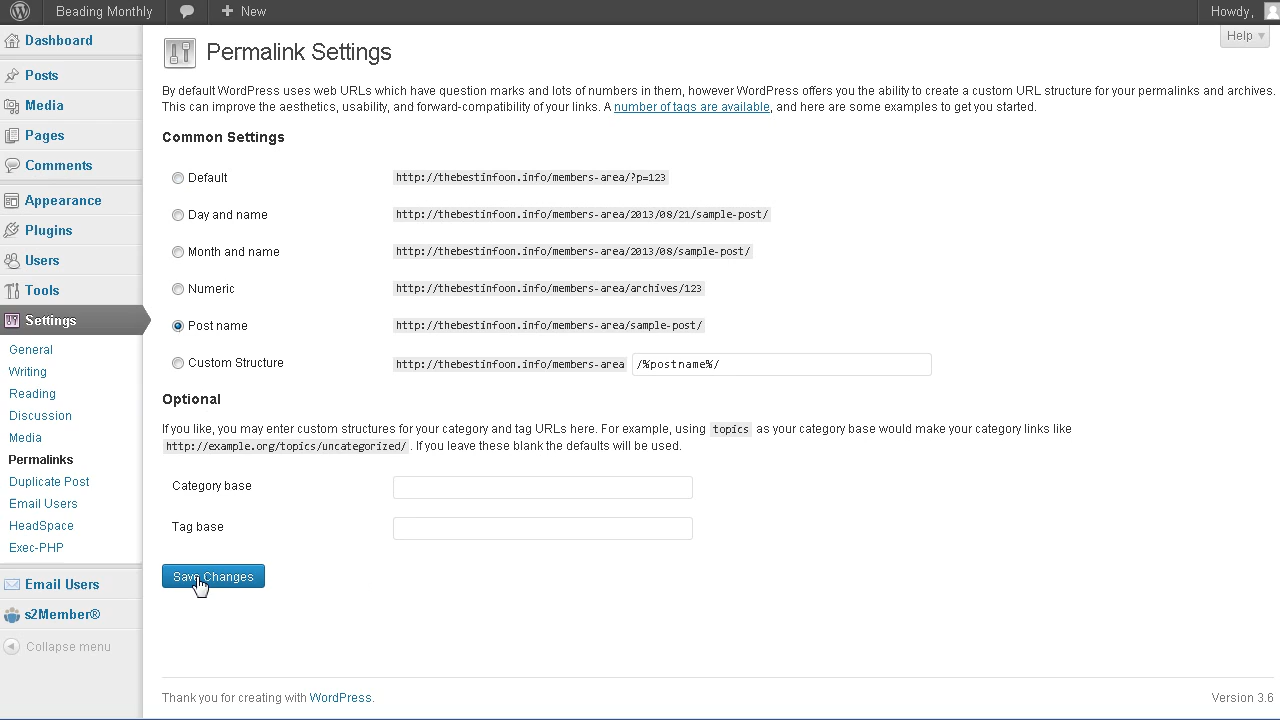 Beading Monthly
New
Howdy,
Help
Dashboard
Posts
Media
Pages
Comments
Appearance
Plugins
Users
Tools
Settings
General
Writing
Reading
Discussion
Media
Permalinks
Duplicate Post
Email Users
HeadSpace
Exec-PHP
Email Users
s2Member®
Collapse menu
Permalink Settings
By default WordPress uses web URLs which have question marks and lots of numbers in them, however WordPress offers you the ability to create a custom URL structure for your permalinks and archives.
This can improve the aesthetics, usability, and forward-compatibility of your links. A number of tags are available, and here are some examples to get you started.
Common Settings
Default http://thebestinfoon.info/members-area/?p=123
Day and name http://thebestinfoon.info/members-area/2013/08/21/sample-post/
Month and name http://thebestinfoon.info/members-area/2013/08/sample-post/
Numeric http://thebestinfoon.info/members-area/archives/123
Post name http://thebestinfoon.info/members-area/sample-post/
Custom Structure http://thebestinfoon.info/members-area /%postname%/
Optional
If you like, you may enter custom structures for your category and tag URLs here. For example, using topics as your category base would make your category links like
http://example.org/topics/uncategorized/ . If you leave these blank the defaults will be used.
Category base
Tag base
Save Changes
Thank you for creating with WordPress.
Version 3.6